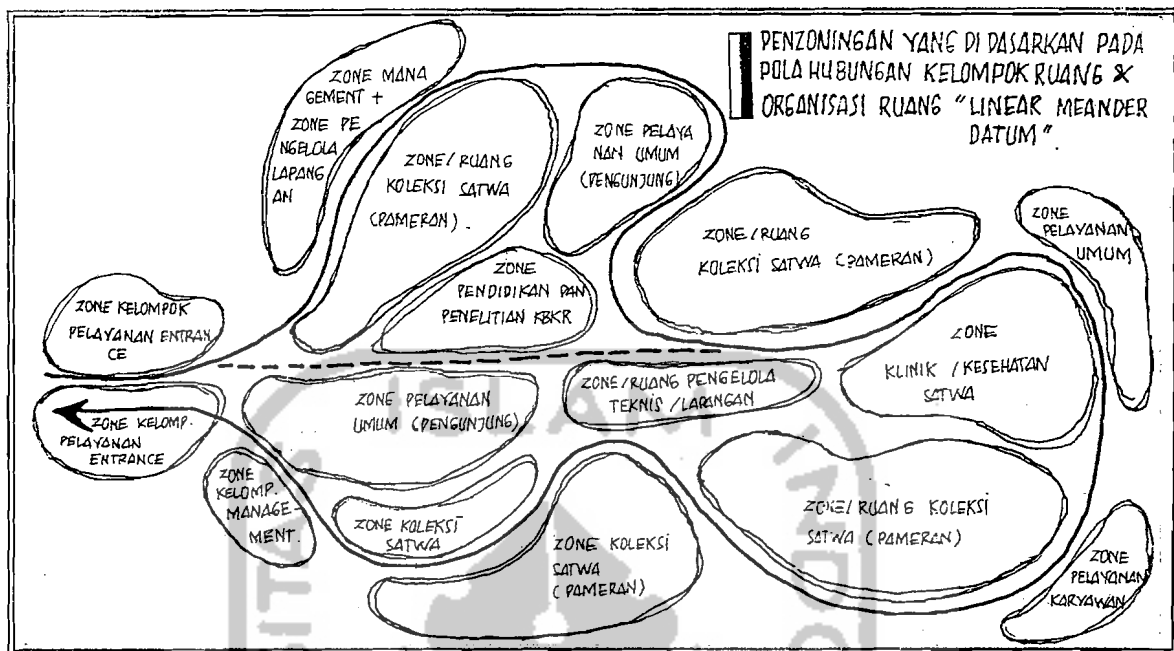 PENZONINGAN YANG DI DASARKAN PADA
POLA HUBUNGAN KELOMPOK RUANG &
ORGANISASI RUANG "LINEAR MEANDER
DATUM".
ZONE MANA
GEMENT +
ZONE PE
NGELOLA
LAPANG
AN
ZONE/RUANG
KOLEKSI SATWA
(PAMERAN).
ZONE PELAYA
NAN UMUM
(PENGUNJUNG)
ZONE/RUANG
KOLEKSI SATWA (PAMERAN)
ZONE
PELAYANAN
UMUM
ZONE KELOMPOK
PELAYANAN ENTRAN
CE
ZONE
PENDIDIKAN DAN
PENELITIAN KBKR
ZONE
KLINIK / KESEHATAN
SATWA
ZONE KELOMP.
PELAYANAN
ENTRANCE
ZONE PELAYANAN
UMUM (PENGUNJUNG)
ZONE/RUANG PENGELOLA
TEKNIS/LAPANGAN
ZONE
KELOMP.
MANAGE-
MENT.
ZONE KOLEKSI
SATWA
ZONE KOLEKSI
SATWA
(PAMERAN)
ZONE/RUANG KOLEKSI
SATWA (PAMERAN)
ZONE
PELAYANAN
KARYAWAN
ISLAM
ITAS
INDO